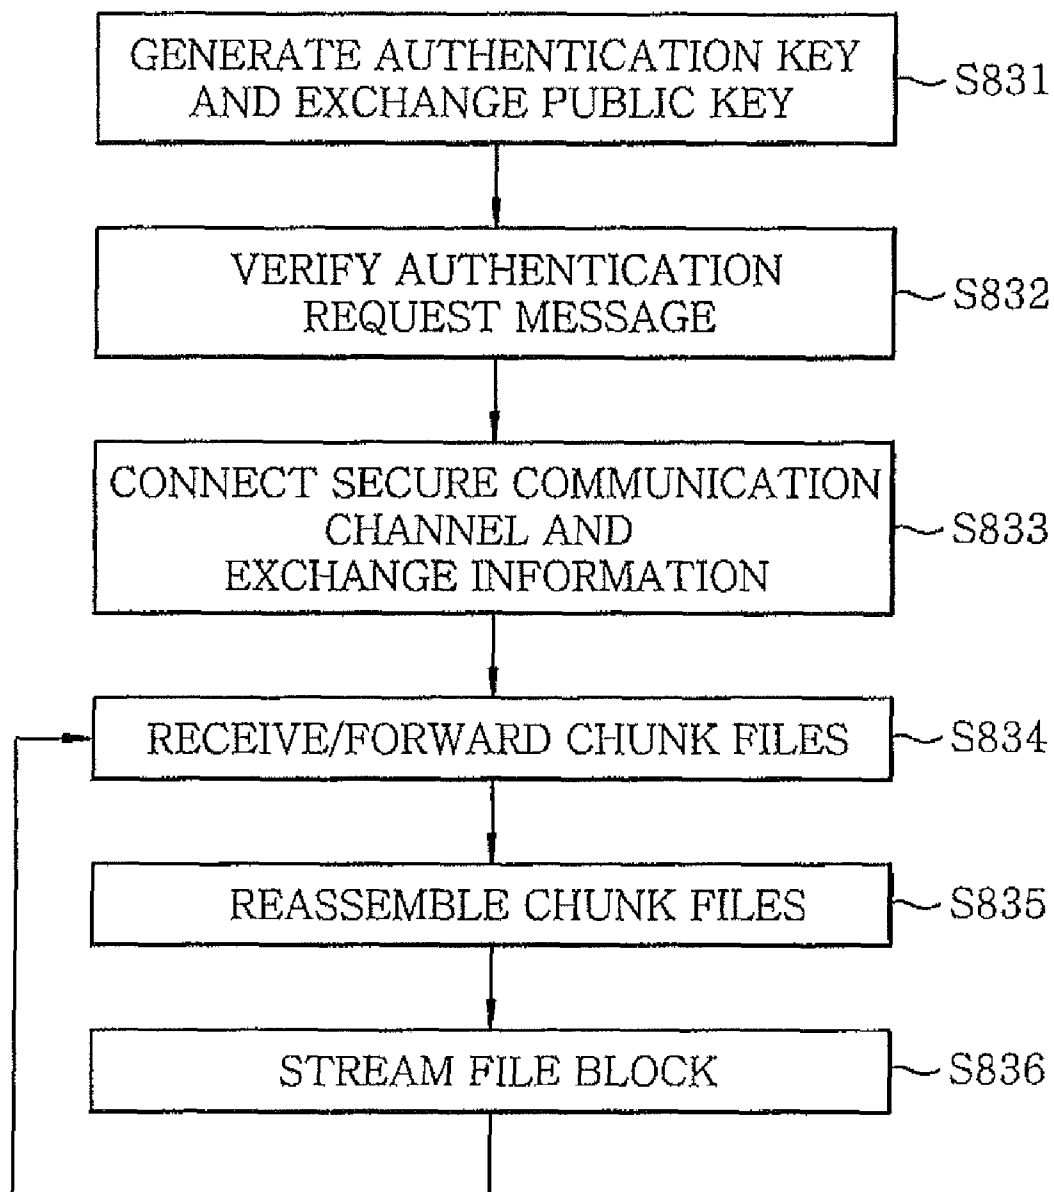 GENERATE AUTHENTICATION KEY
AND EXCHANGE PUBLIC KEY
S831
VERIFY AUTHENTICATION
REQUEST MESSAGE
S832
CONNECT SECURE COMMUNICATION
CHANNEL AND
EXCHANGE INFORMATION
S833
RECEIVE/FORWARD CHUNK FILES
S834
REASSEMBLE CHUNK FILES
S835
STREAM FILE BLOCK
S836